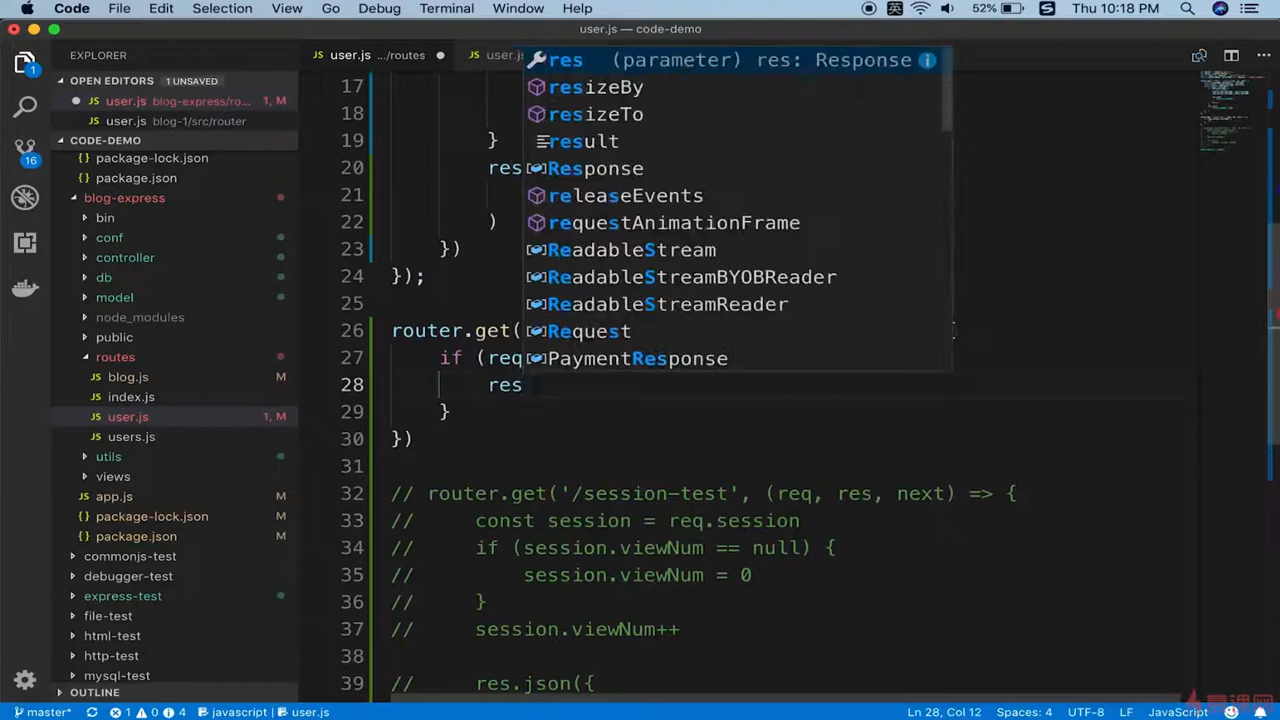 Code File Edit Selection View Go Debug Terminal Window Help 52% S Thu 10:18 PM
user.js — code-demo
EXPLORER
OPEN EDITORS 1 UNSAVED
user.js blog-express/ro... 1, M
user.js blog-1/src/router
CODE-DEMO
package-lock.json
package.json
blog-express
bin
conf
controller
db
model
node_modules
public
routes
blog.js
index.js
user.js 1, M
users.js
utils
views
app.js M
package-lock.json M
package.json M
commonjs-test
debugger-test
express-test
file-test
html-test
http-test
mysql-test
OUTLINE
1
16
user.js .../routes
user.js
res (parameter) res: Response
resizeBy
resizeTo
result
Response
releaseEvents
requestAnimationFrame
ReadableStream
ReadableStreamBYOBReader
ReadableStreamReader
Request
PaymentResponse
17
18
19 }
20 res
21
22 )
23 })
24 });
25
26 router.get(
27 if (req
28 res
29 }
30 })
31
32 // router.get('/session-test', (req, res, next) => {
33 // const session = req.session
34 // if (session.viewNum == null) {
35 // session.viewNum = 0
36 // }
37 // session.viewNum++
38
39 // res.json({
master* 1 0 4 javascript user.js Ln 28, Col 12 Spaces: 4 UTF-8 LF JavaScript